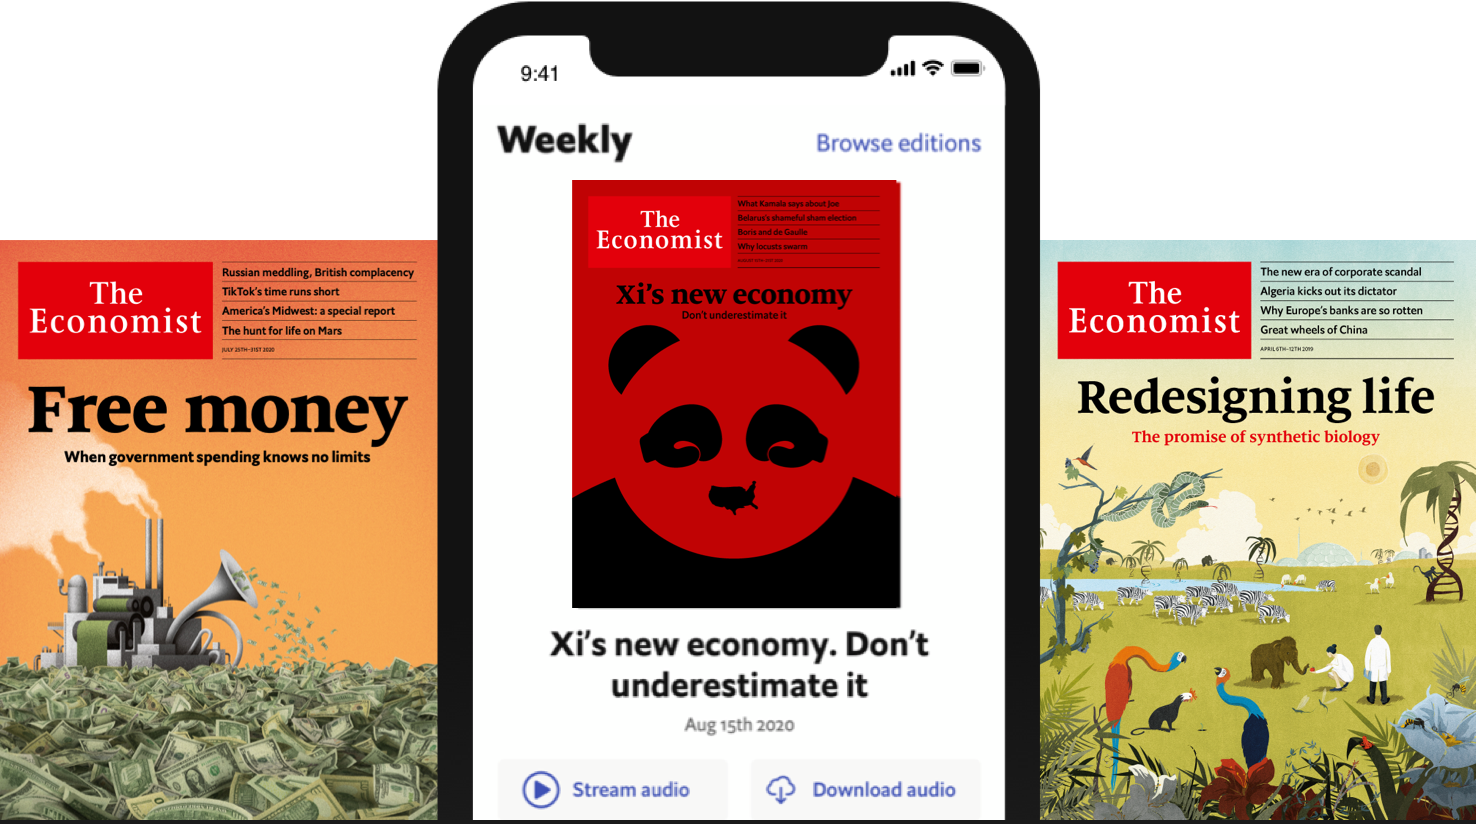 9:41
Weekly
Browse editions
The
Economist
What Kamala says about Joe
Belarus's shameful sham election
Boris and de Gaulle
Why locusts swarm
Xi's new economy
Don't underestimate it
Xi's new economy. Don't
underestimate it
Aug 15th 2020
Stream audio
Download audio
The
Economist
Russian meddling, British complacency
TikTok's time runs short
America's Midwest: a special report
The hunt for life on Mars
JULY 25TH–31ST 2020
Free money
When government spending knows no limits
The
Economist
The new era of corporate scandal
Algeria kicks out its dictator
Why Europe's banks are so rotten
Great wheels of China
APRIL 6TH–12TH 2019
Redesigning life
The promise of synthetic biology